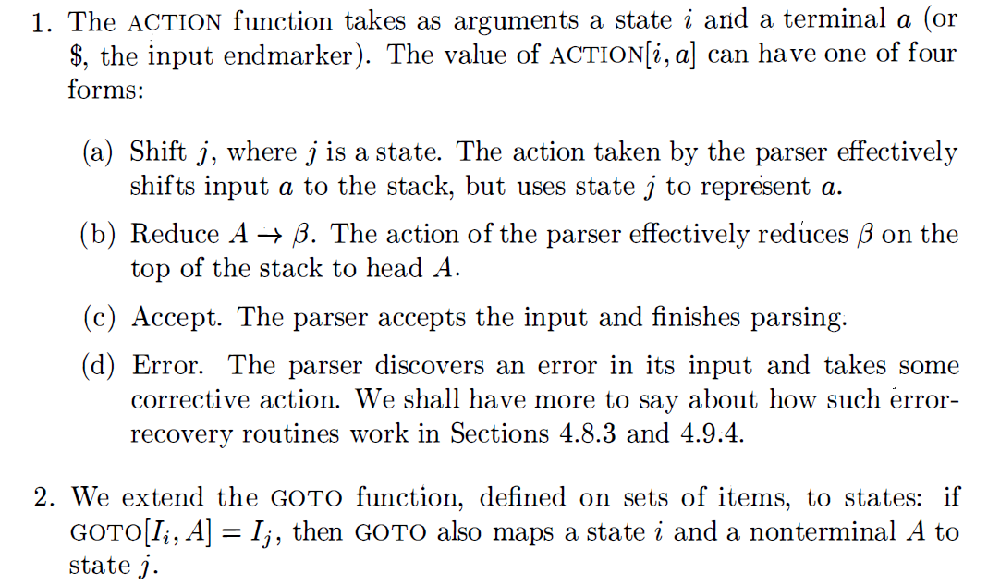 1. The ACTION function takes as arguments a state i and a terminal a (or
$, the input endmarker). The value of ACTION[i, a] can have one of four
forms:
(a) Shift j, where j is a state. The action taken by the parser effectively
shifts input a to the stack, but uses state j to represent a.
(b) Reduce A → β. The action of the parser effectively reduces β on the
top of the stack to head A.
(c) Accept. The parser accepts the input and finishes parsing.
(d) Error. The parser discovers an error in its input and takes some
corrective action. We shall have more to say about how such error-
recovery routines work in Sections 4.8.3 and 4.9.4.
2. We extend the GOTO function, defined on sets of items, to states: if
GOTO[Iᵢ, A] = Iⱼ, then GOTO also maps a state i and a nonterminal A to
state j.